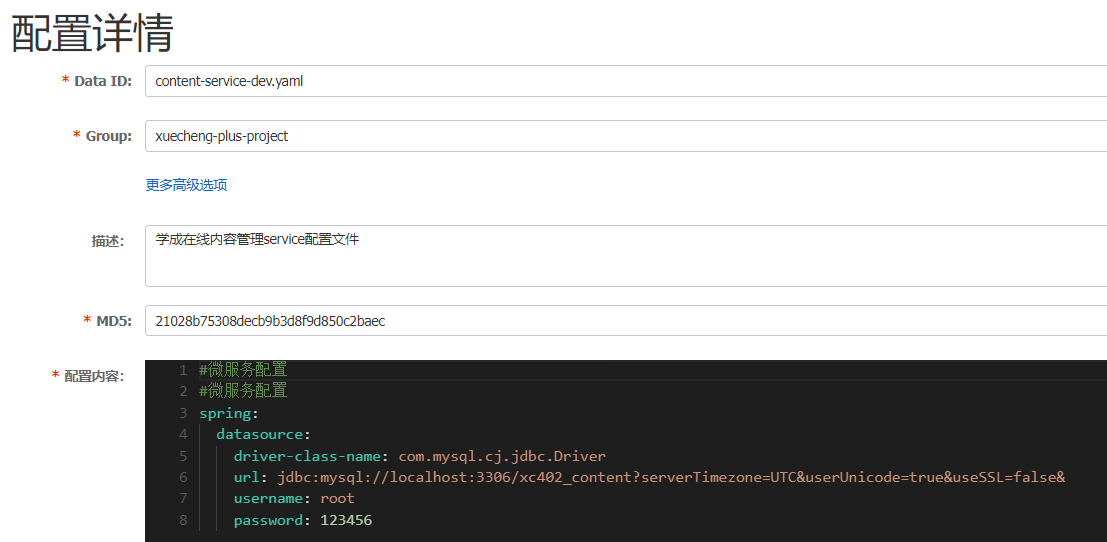 配置详情
* Data ID: content-service-dev.yaml
* Group: xuecheng-plus-project
更多高级选项
描述: 学成在线内容管理service配置文件
* MD5: 21028b75308decb9b3d8f9d850c2baec
* 配置内容:
1 #微服务配置
2 #微服务配置
3 spring:
4 datasource:
5 driver-class-name: com.mysql.cj.jdbc.Driver
6 url: jdbc:mysql://localhost:3306/xc402_content?serverTimezone=UTC&userUnicode=true&useSSL=false&
7 username: root
8 password: 123456